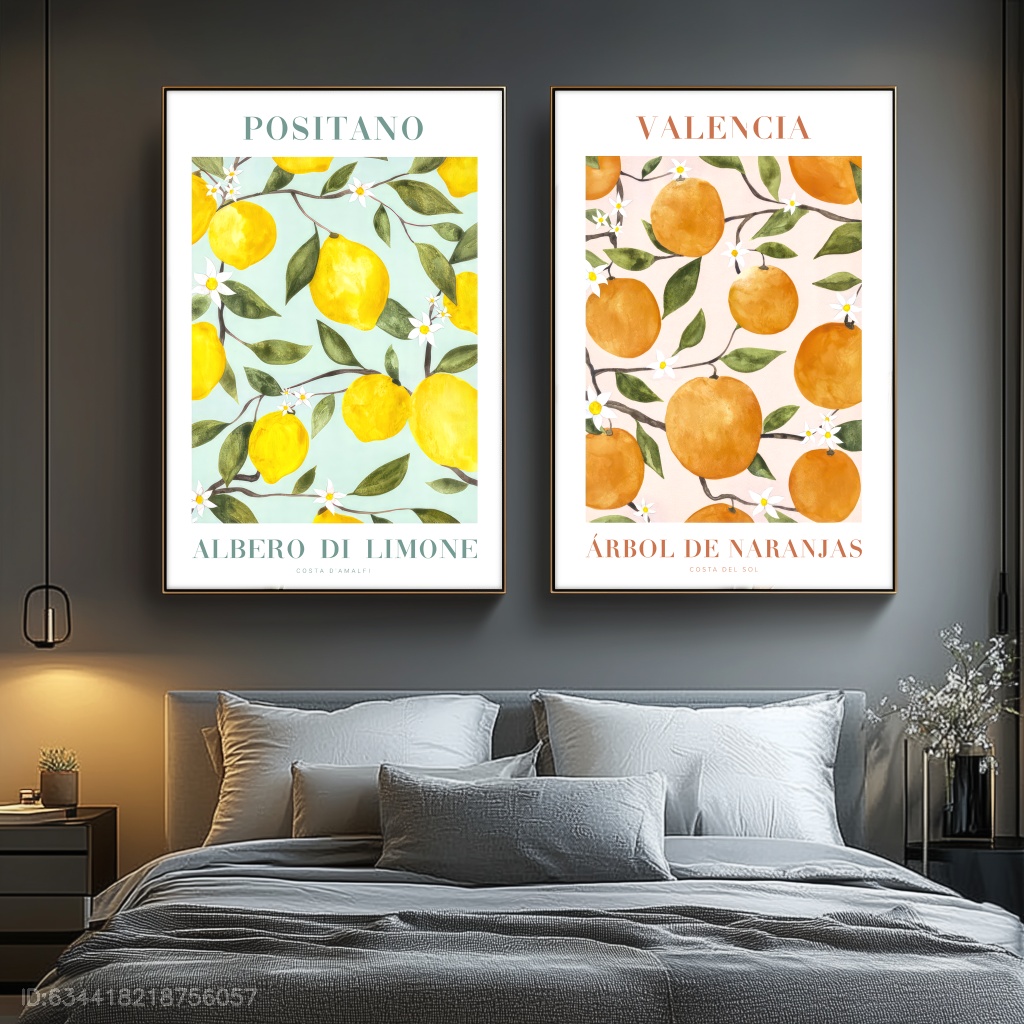 POSITANO
ALBERO DI LIMONE
COSTA D'AMALFI
VALENCIA
ÁRBOL DE NARANJAS
COSTA DEL SOL
ID:634418218756057